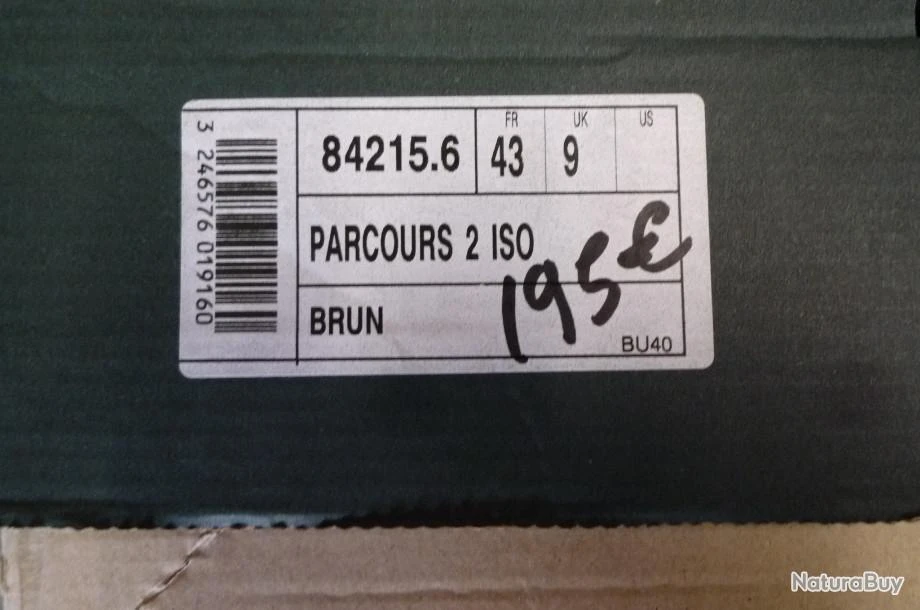 3 246576 019160
FR UK US
84215.6 43 9
PARCOURS 2 ISO
195€
BRUN
BU40
NaturaBuy